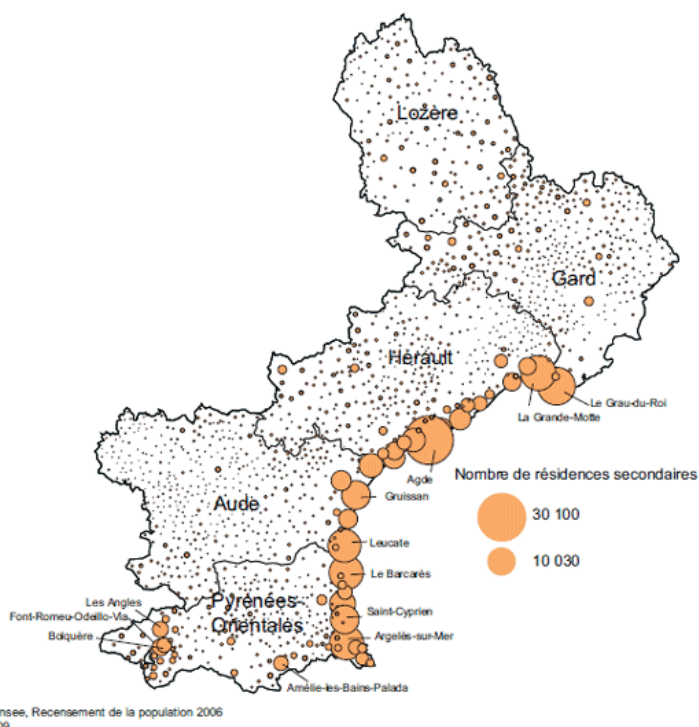 Lozère
Gard
Hérault
Le Grau-du-Roi
La Grande-Motte
Agde
Nombre de résidences secondaires
Gruissan
Aude
30 100
Leucate
10 030
Le Barcarès
Les Angles
Pyrénées-
Font-Romeu-Odeillo-Via
Saint-Cyprien
Orientales
Bolquère
Argelès-sur-Mer
Amélie-les-Bains-Palada
nsee, Recensement de la population 2006